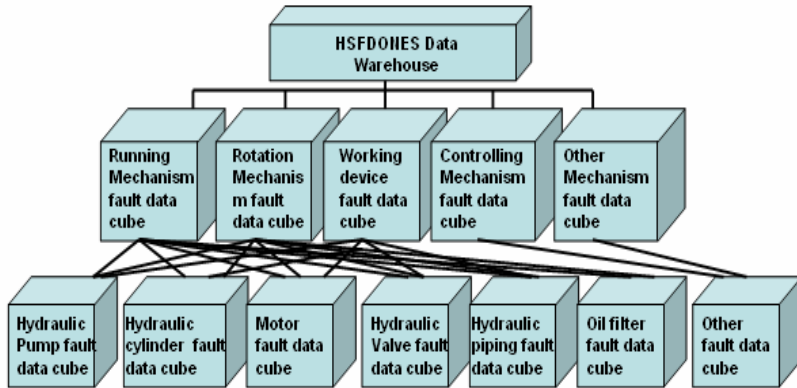 HSFDONES Data
Warehouse
Running
Mechanism
fault data
cube
Rotation
Mechanis
m fault
data cube
Working
device
fault data
cube
Controlling
Mechanism
fault data
cube
Other
Mechanism
fault data
cube
Hydraulic
Pump fault
data cube
Hydraulic
cylinder fault
data cube
Motor
fault data
cube
Hydraulic
Valve fault
data cube
Hydraulic
piping fault
data cube
Oil filter
fault data
cube
Other
fault data
cube